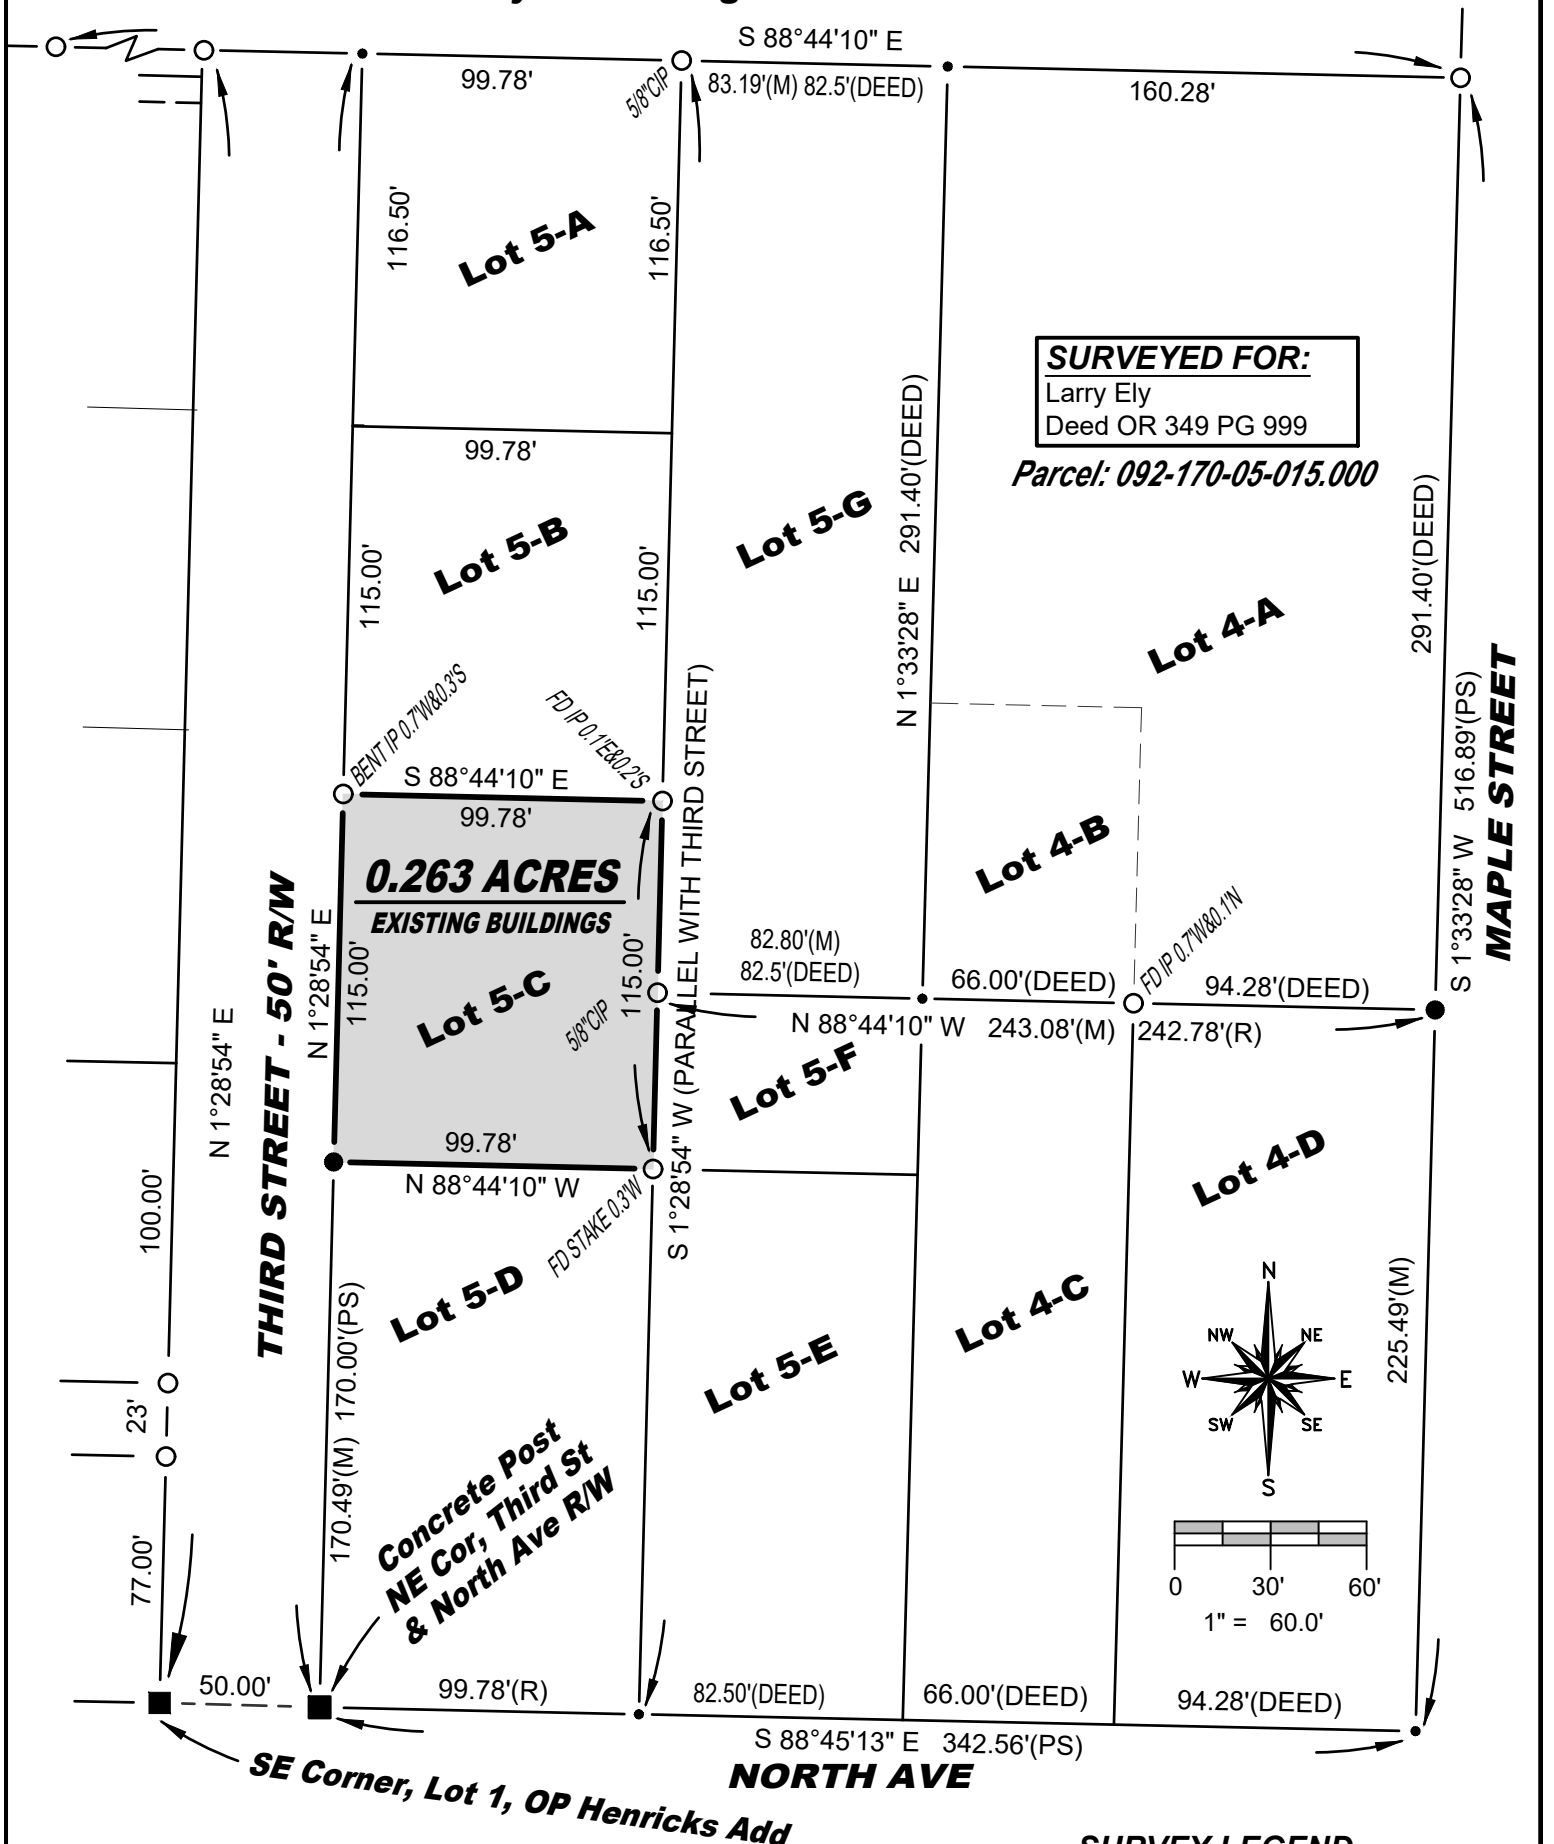 S 88°44'10" E
99.78'
5/8"CIP
83.19'(M) 82.5'(DEED)
160.28'
116.50'
Lot 5-A
116.50'
SURVEYED FOR:
Larry Ely
Deed OR 349 PG 999
Parcel: 092-170-05-015.000
99.78'
Lot 5-B
115.00'
115.00'
Lot 5-G
N 1°33'28" E 291.40'(DEED)
Lot 4-A
291.40'(DEED)
S 1°33'28" W 516.89'(PS)
MAPLE STREET
BENT IP 0.7'W&0.3'S
FD IP 0.1'E&0.2'S
S 88°44'10" E
99.78'
0.263 ACRES
EXISTING BUILDINGS
N 1°28'54" E
115.00'
Lot 5-C
115.00'
5/8"CIP
S 1°28'54" W (PARALLEL WITH THIRD STREET)
Lot 4-B
FD IP 0.7'W&0.1'N
82.80'(M)
82.5'(DEED)
66.00'(DEED)
94.28'(DEED)
N 88°44'10" W 243.08'(M) 242.78'(R)
THIRD STREET - 50' R/W
N 1°28'54" E
99.78'
N 88°44'10" W
FD STAKE 0.3'W
Lot 5-F
Lot 4-D
100.00'
Lot 5-D
Lot 5-E
Lot 4-C
225.49'(M)
N
NW
NE
W
E
SW
SE
S
23'
170.49'(M) 170.00'(PS)
Concrete Post
NE Cor, Third St
& North Ave R/W
77.00'
0 30' 60'
1" = 60.0'
50.00'
99.78'(R)
82.50'(DEED)
66.00'(DEED)
94.28'(DEED)
S 88°45'13" E 342.56'(PS)
NORTH AVE
SE Corner, Lot 1, OP Henricks Add
SURVEY LEGEND